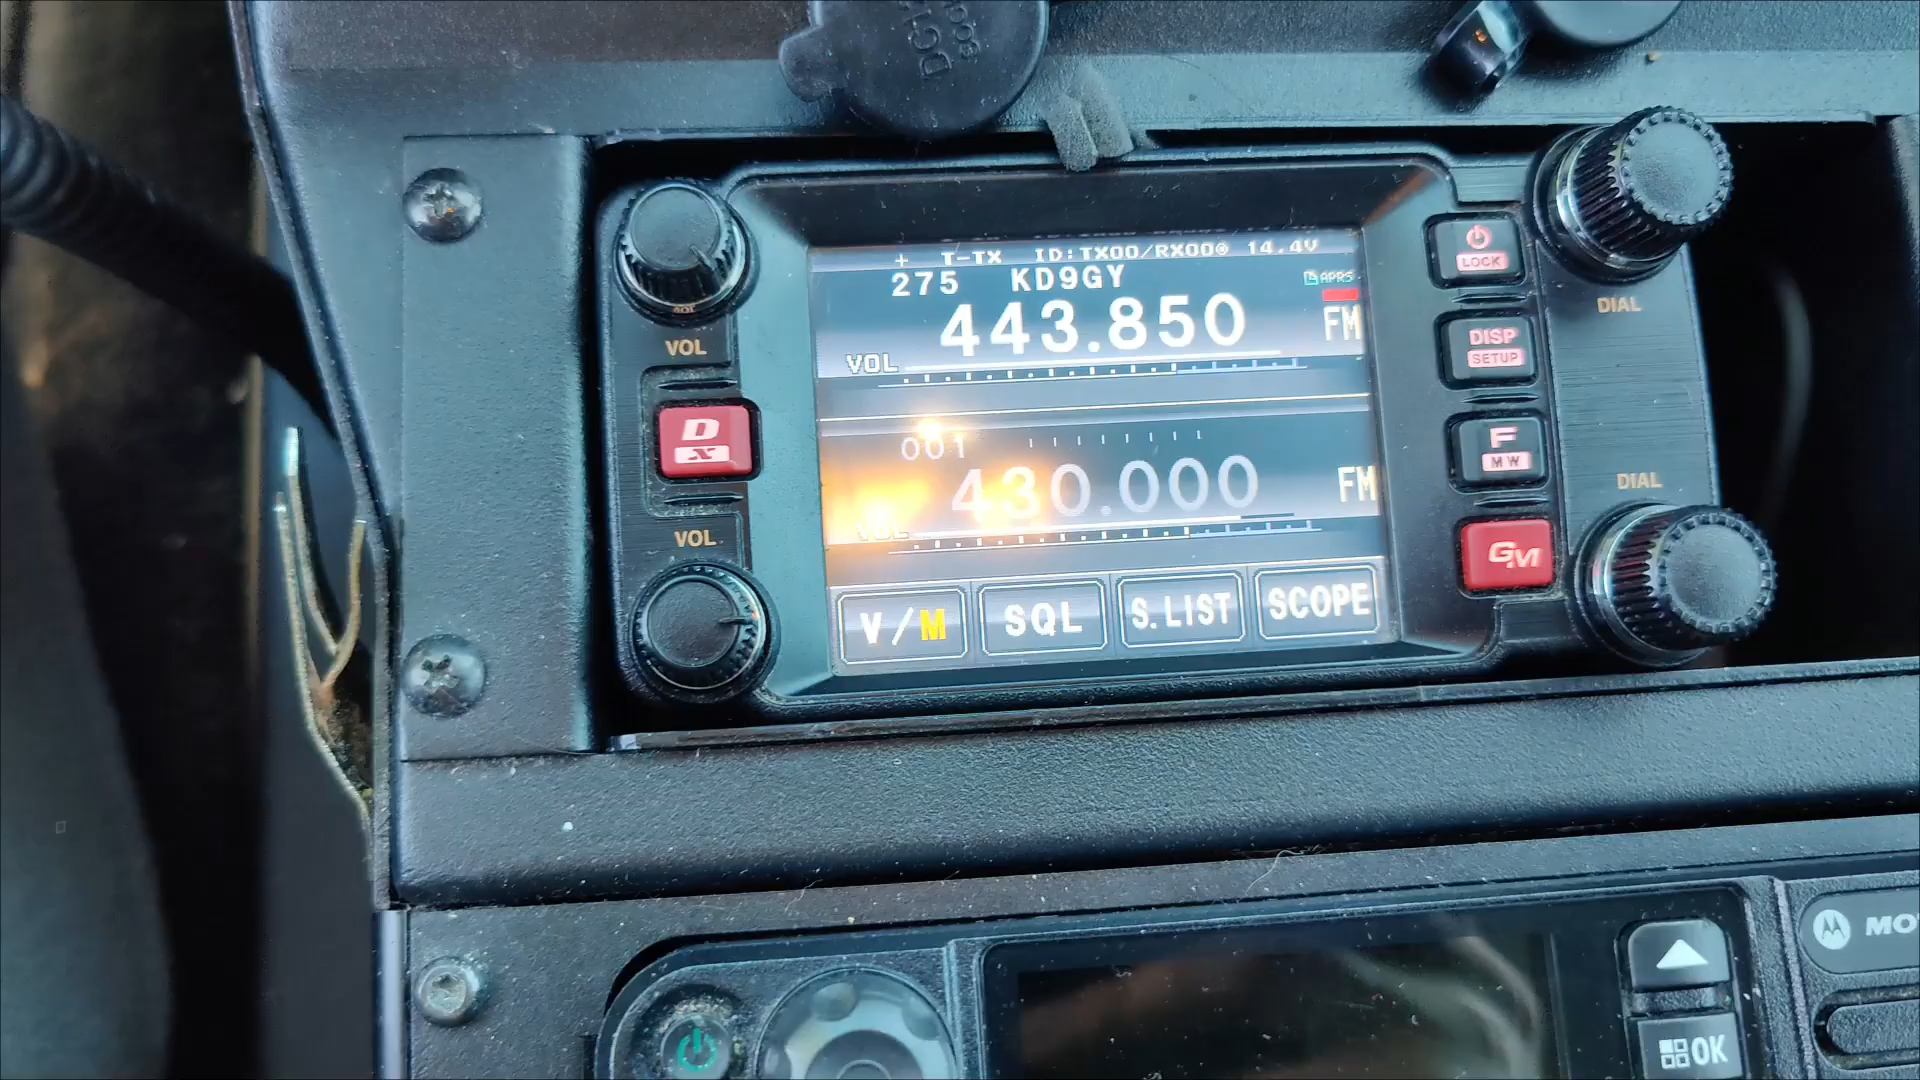 + T-TX ID:TX00/RX00@ 14.4V
275 KD9GY
APRS
443.850 FM
VOL
001
430.000 FM
VOL
V/M SQL S.LIST SCOPE
VOL
D
X
VOL
LOCK
DISP
SETUP
F
MW
GM
DIAL
DIAL
OK